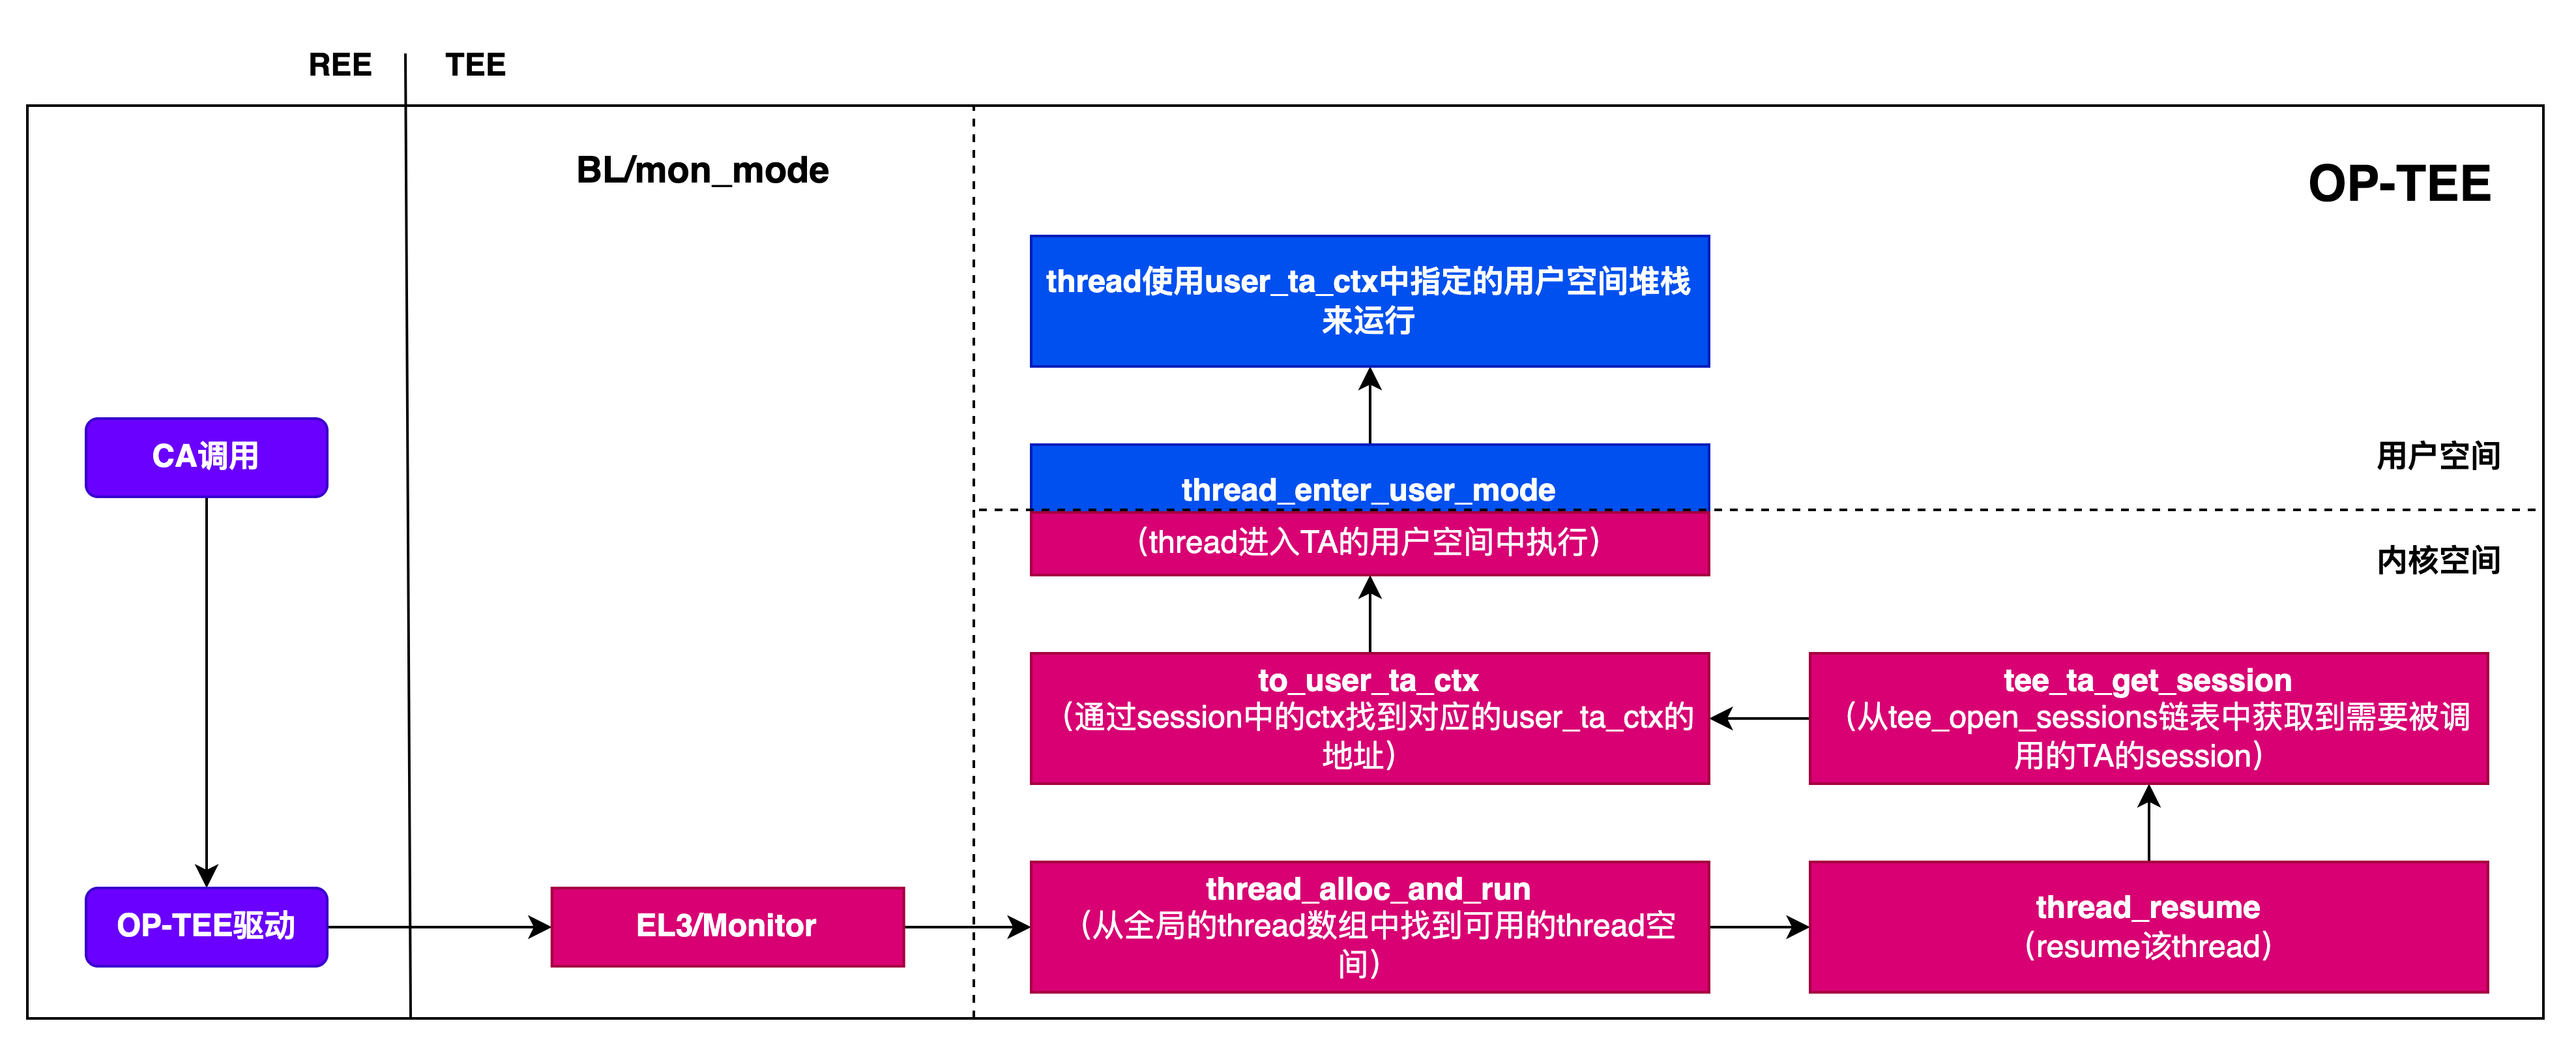 REE
TEE
BL/mon_mode
OP-TEE
thread使用user_ta_ctx中指定的用户空间堆栈
来运行
CA调用
用户空间
thread_enter_user_mode
（thread进入TA的用户空间中执行）
内核空间
to_user_ta_ctx
（通过session中的ctx找到对应的user_ta_ctx的
地址）
tee_ta_get_session
（从tee_open_sessions链表中获取到需要被调
用的TA的session）
OP-TEE驱动
EL3/Monitor
thread_alloc_and_run
（从全局的thread数组中找到可用的thread空
间）
thread_resume
（resume该thread）